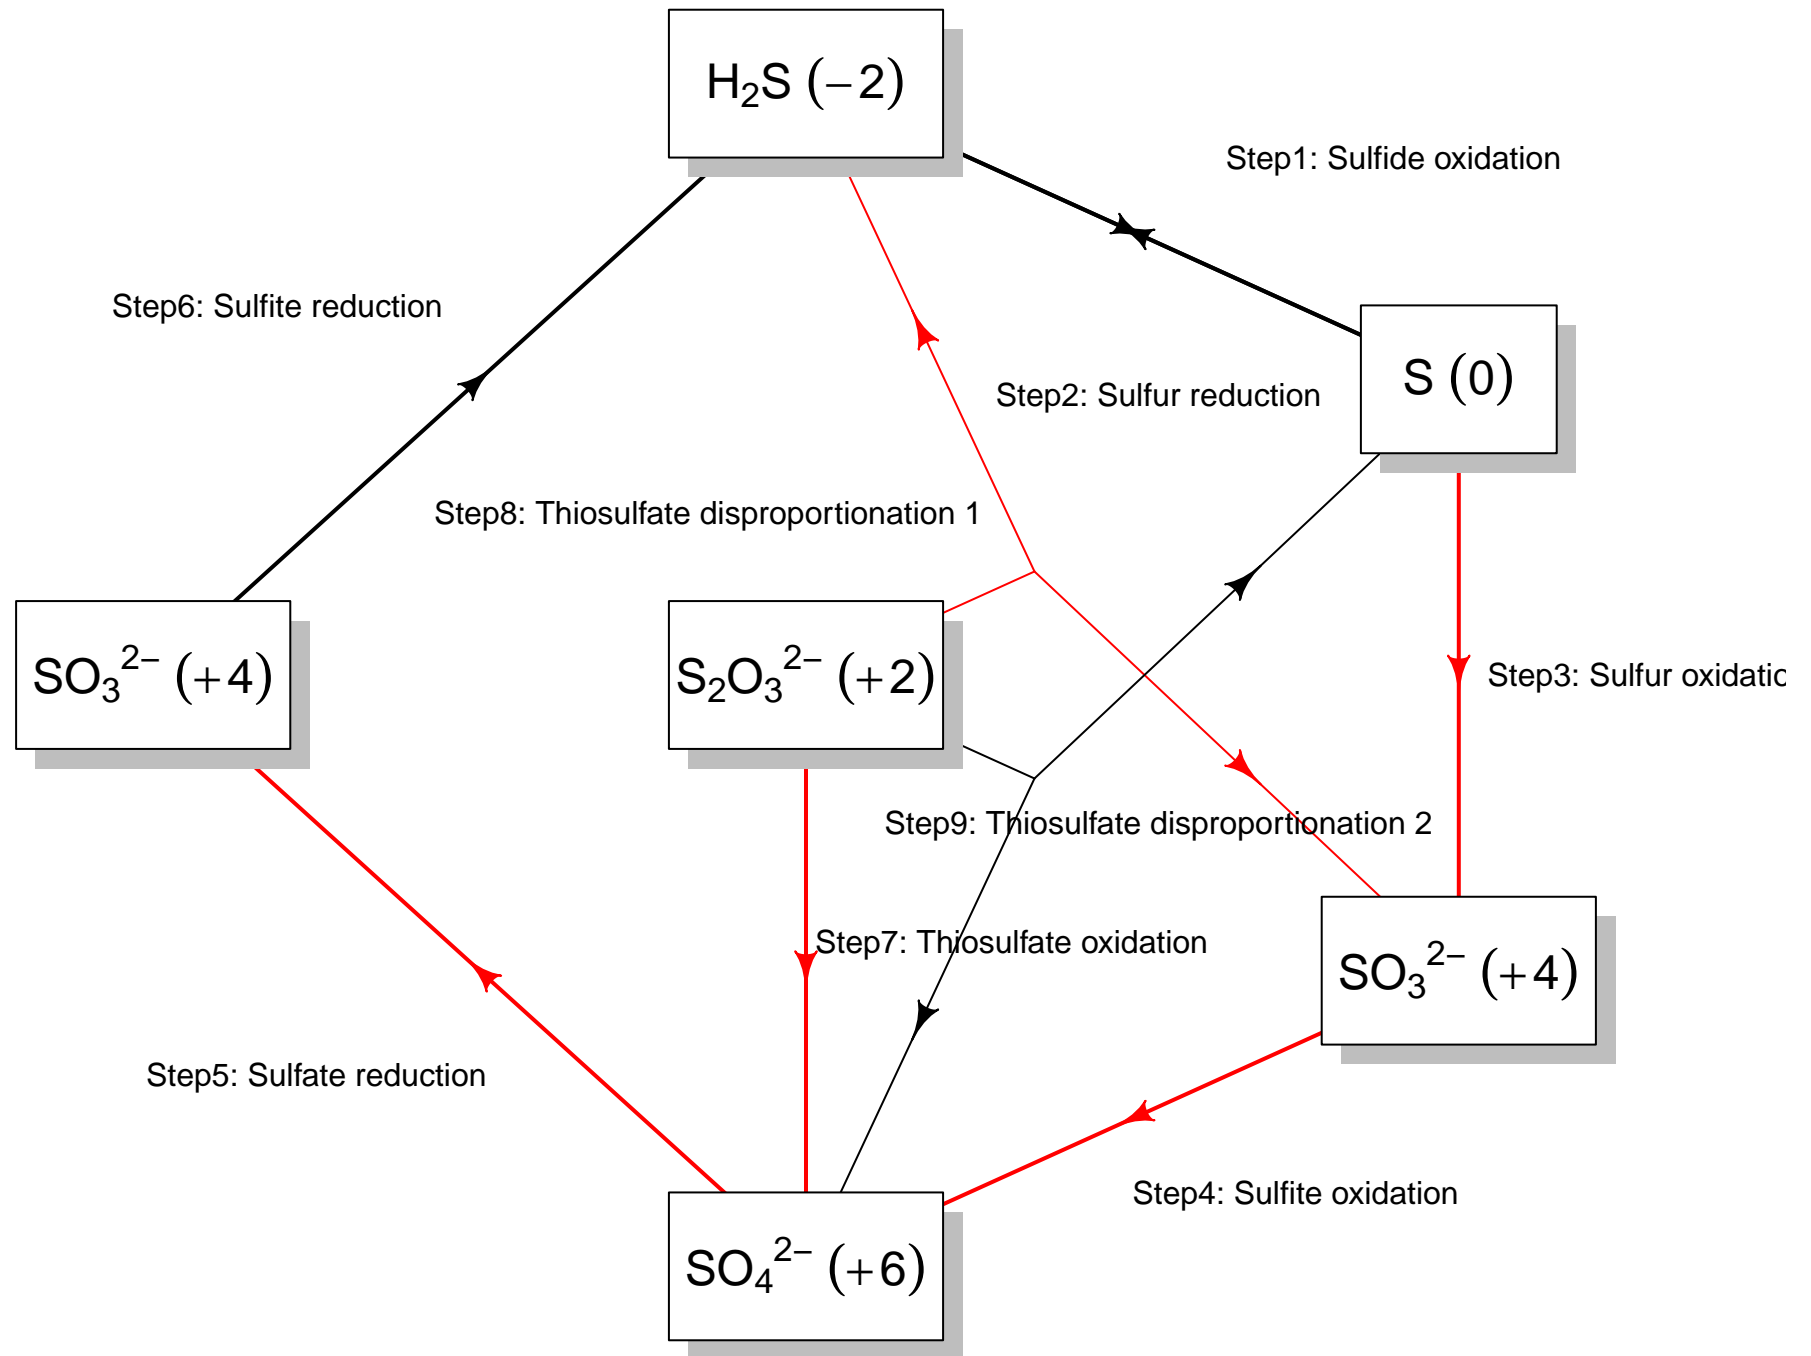 H₂S (−2)
Step1: Sulfide oxidation
Step6: Sulfite reduction
S (0)
Step2: Sulfur reduction
Step8: Thiosulfate disproportionation 1
SO₃²⁻ (+4)
S₂O₃²⁻ (+2)
Step3: Sulfur oxidatic
Step9: Thiosulfate disproportionation 2
Step7: Thiosulfate oxidation
SO₃²⁻ (+4)
Step5: Sulfate reduction
Step4: Sulfite oxidation
SO₄²⁻ (+6)